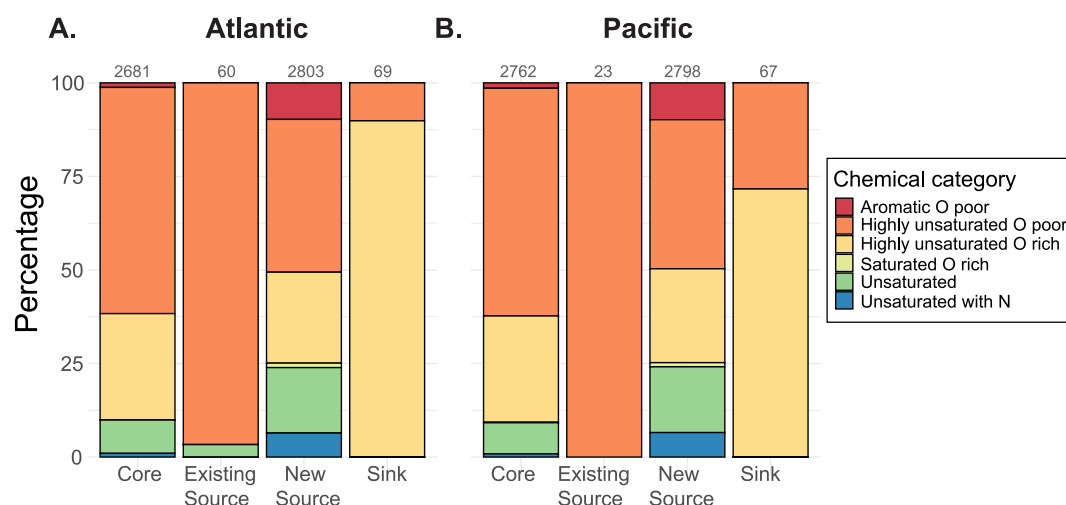 A. Atlantic
B. Pacific
2681 60 2803 69
2762 23 2798 67
Percentage
100
75
50
25
0
Core Existing Source New Source Sink
Core Existing Source New Source Sink
Chemical category
Aromatic O poor
Highly unsaturated O poor
Highly unsaturated O rich
Saturated O rich
Unsaturated
Unsaturated with N